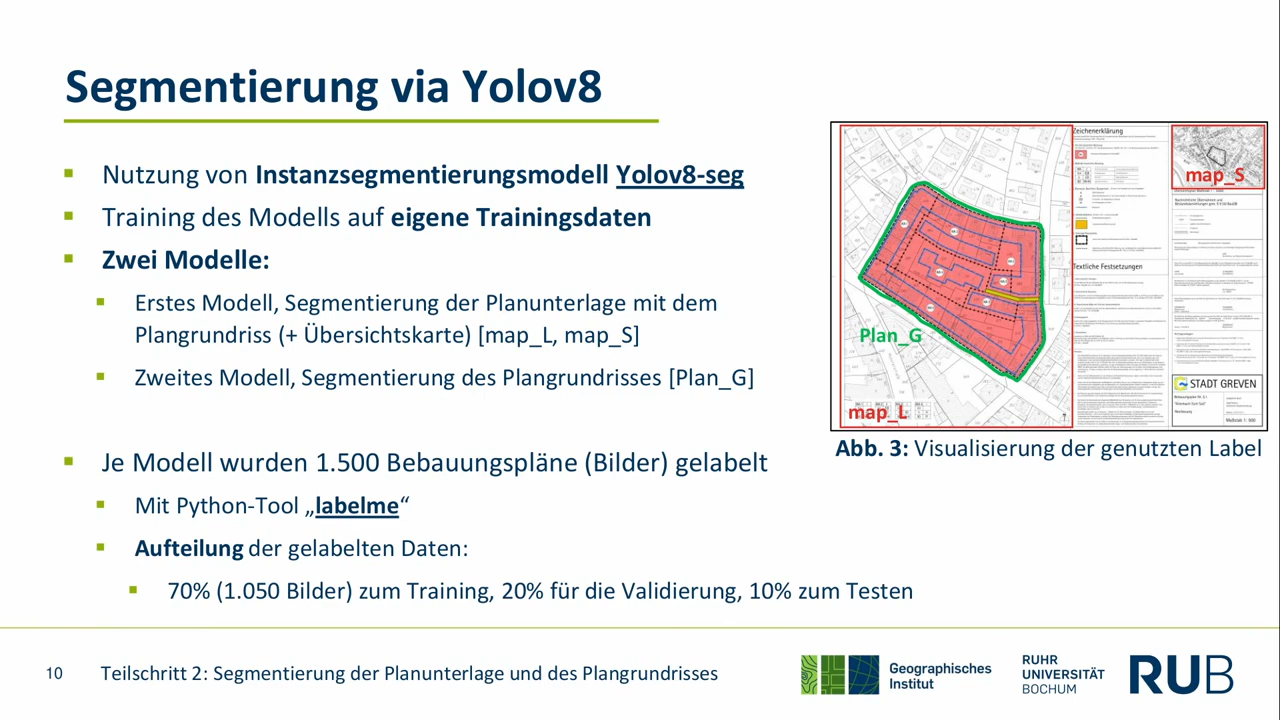 Segmentierung via Yolov8
Nutzung von Instanzsegmentierungsmodell Yolov8-seg
Training des Modells auf eigene Trainingsdaten
Zwei Modelle:
Erstes Modell, Segmentierung der Planunterlage mit dem
Plangrundriss (+ Übersichtskarte) [map_L, map_S]
Zweites Modell, Segmentierung des Plangrundrisses [Plan_G]
Je Modell wurden 1.500 Bebauungspläne (Bilder) gelabelt
Mit Python-Tool „labelme“
Aufteilung der gelabelten Daten:
70% (1.050 Bilder) zum Training, 20% für die Validierung, 10% zum Testen
Zeichenerklärung
map_S
Textliche Festsetzungen
Plan_G
STADT GREVEN
map_L
Maßstab 1: 500
Abb. 3: Visualisierung der genutzten Label
10
Teilschritt 2: Segmentierung der Planunterlage und des Plangrundrisses
Geographisches
Institut
RUHR
UNIVERSITÄT
BOCHUM
RUB